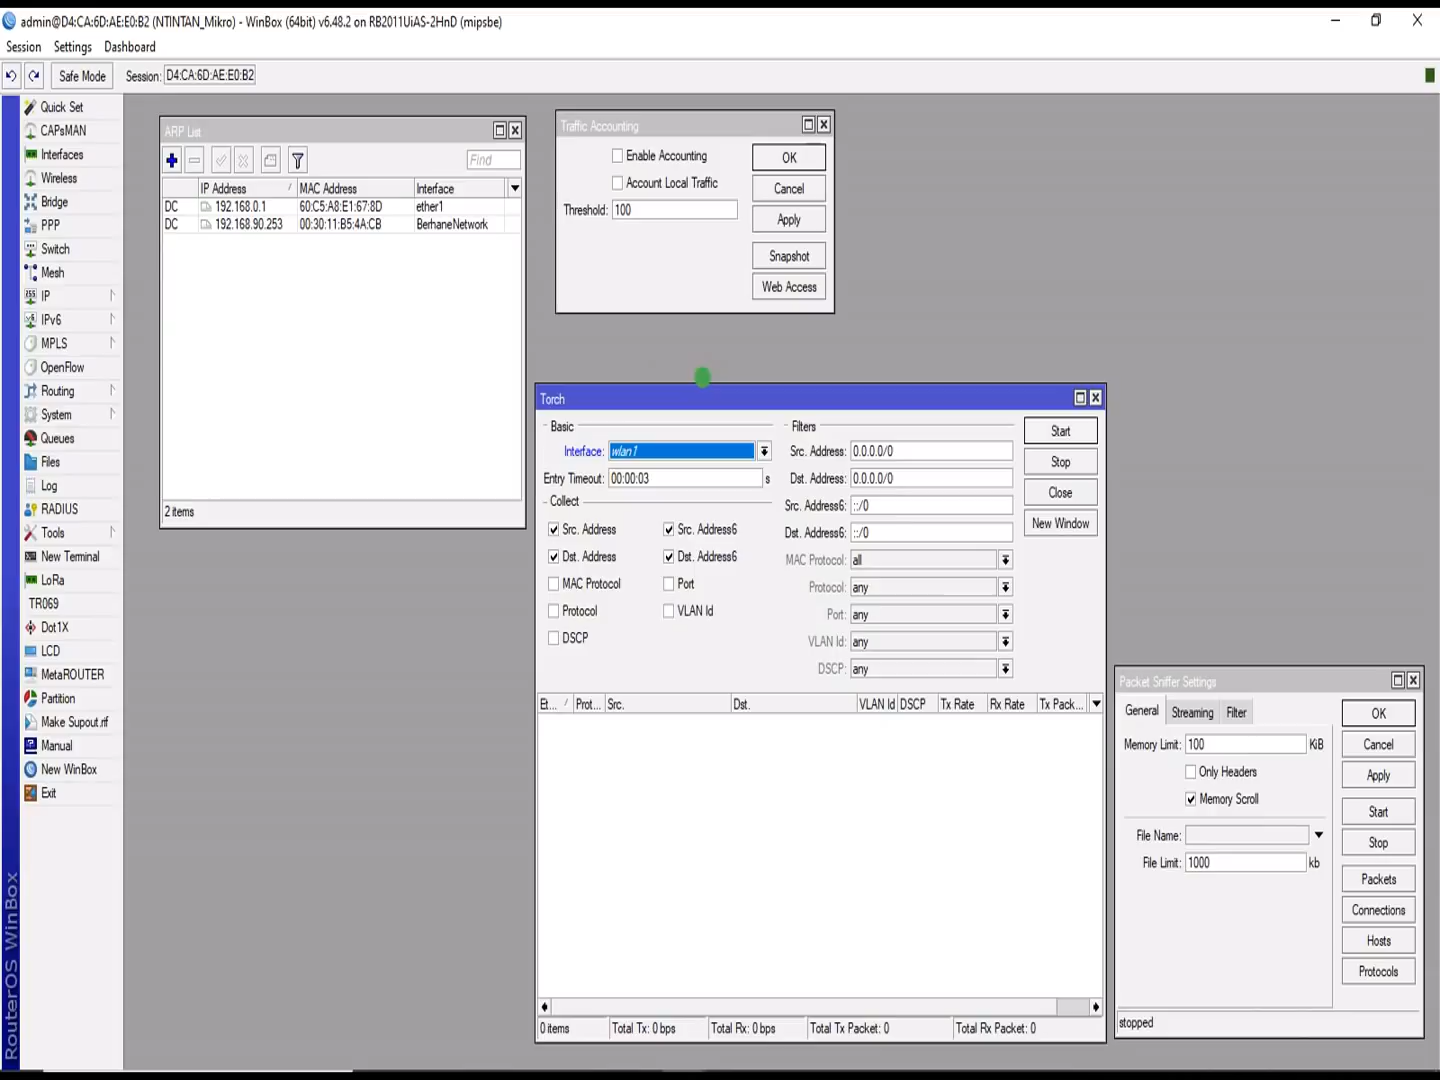 admin@D4:CA:6D:AE:E0:B2 (NTINTAN_Mikro) - WinBox (64bit) v6.48.2 on RB2011UiAS-2HnD (mipsbe)
Session Settings Dashboard
Safe Mode Session: D4:CA:6D:AE:E0:B2
Quick Set
CAPsMAN
Interfaces
Wireless
Bridge
PPP
Switch
Mesh
IP
IPv6
MPLS
OpenFlow
Routing
System
Queues
Files
Log
RADIUS
Tools
New Terminal
LoRa
TR069
Dot1X
LCD
MetaROUTER
Partition
Make Supout.rif
Manual
New WinBox
Exit
RouterOS WinBox
ARP List
Find
IP Address / MAC Address Interface
DC 192.168.0.1 60:C5:A8:E1:67:8D ether1
DC 192.168.90.253 00:30:11:B5:4A:CB BerhaneNetwork
2 items
Traffic Accounting
Enable Accounting
Account Local Traffic
Threshold: 100
OK
Cancel
Apply
Snapshot
Web Access
Torch
Basic
Interface: wlan1
Entry Timeout: 00:00:03 s
Collect
Src. Address Src. Address6
Dst. Address Dst. Address6
MAC Protocol Port
Protocol VLAN Id
DSCP
Filters
Src. Address: 0.0.0.0/0
Dst. Address: 0.0.0.0/0
Src. Address6: ::/0
Dst. Address6: ::/0
MAC Protocol: all
Protocol: any
Port: any
VLAN Id: any
DSCP: any
Start
Stop
Close
New Window
Et... / Prot... Src. Dst. VLAN Id DSCP Tx Rate Rx Rate Tx Pack...
0 items Total Tx: 0 bps Total Rx: 0 bps Total Tx Packet: 0 Total Rx Packet: 0
Packet Sniffer Settings
General Streaming Filter
Memory Limit: 100 KiB
Only Headers
Memory Scroll
File Name:
File Limit: 1000 kb
OK
Cancel
Apply
Start
Stop
Packets
Connections
Hosts
Protocols
stopped